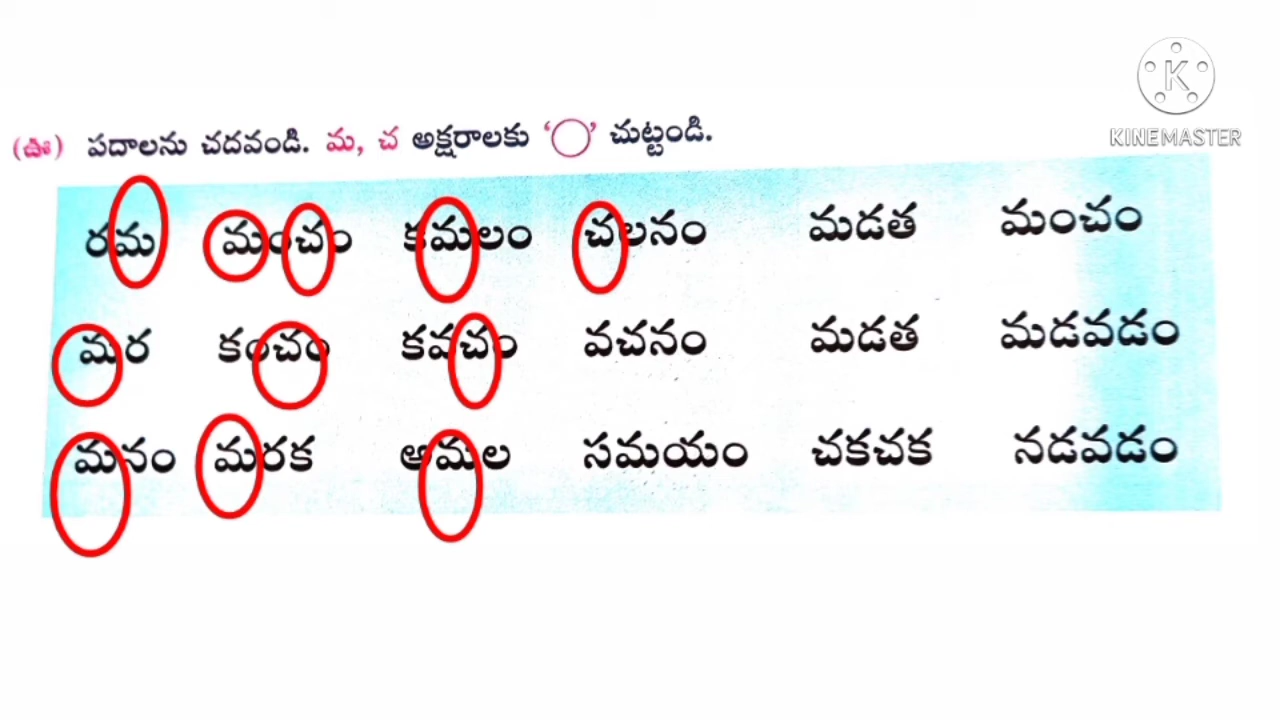 (ఊ) పదాలను చదవండి. మ, చ అక్షరాలకు '○' చుట్టండి.
రమ మంచం కమలం చలనం మడత మంచం
మర కంచం కవచం వచనం మడత మడవడం
మనం మరక అమల సమయం చకచక నడవడం
KINEMASTER